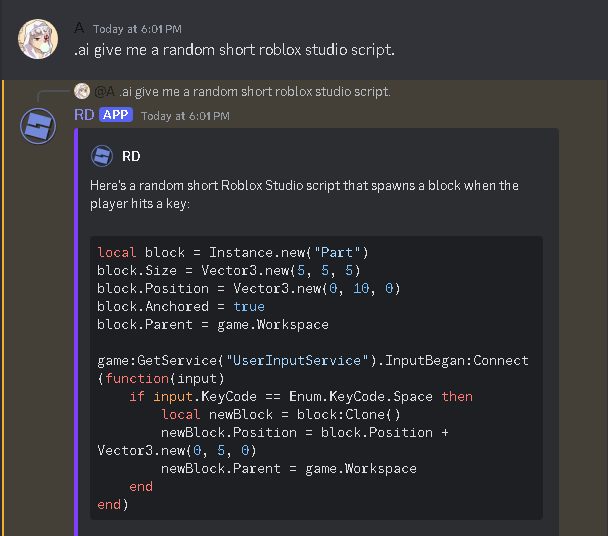 A Today at 6:01 PM
.ai give me a random short roblox studio script.
@A .ai give me a random short roblox studio script.
RD APP Today at 6:01 PM
RD
Here's a random short Roblox Studio script that spawns a block when the
player hits a key:
local block = Instance.new("Part")
block.Size = Vector3.new(5, 5, 5)
block.Position = Vector3.new(0, 10, 0)
block.Anchored = true
block.Parent = game.Workspace
game:GetService("UserInputService").InputBegan:Connect
(function(input)
    if input.KeyCode == Enum.KeyCode.Space then
        local newBlock = block:Clone()
        newBlock.Position = block.Position +
Vector3.new(0, 5, 0)
        newBlock.Parent = game.Workspace
    end
end)